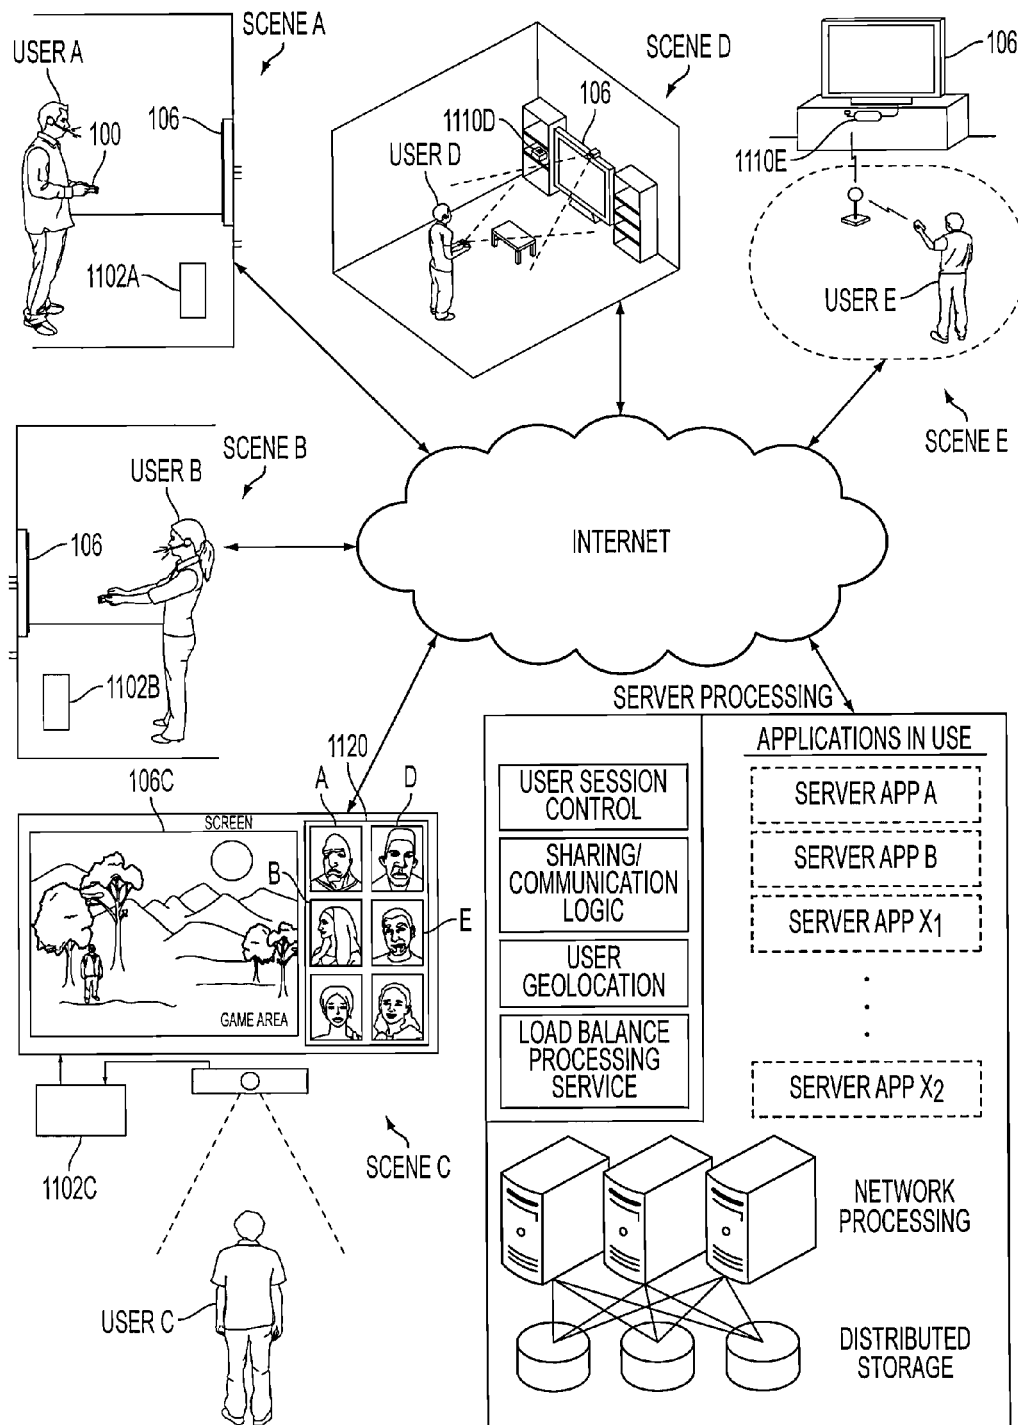 SCENE A
USER A
100
106
1102A
SCENE D
106
1110D
USER D
106
1110E
USER E
SCENE E
SCENE B
USER B
106
1102B
INTERNET
SERVER PROCESSING
106C
1120
A
D
SCREEN
B
E
GAME AREA
1102C
SCENE C
USER C
USER SESSION
CONTROL
SHARING/
COMMUNICATION
LOGIC
USER
GEOLOCATION
LOAD BALANCE
PROCESSING
SERVICE
APPLICATIONS IN USE
SERVER APP A
SERVER APP B
SERVER APP X1
SERVER APP X2
NETWORK
PROCESSING
DISTRIBUTED
STORAGE